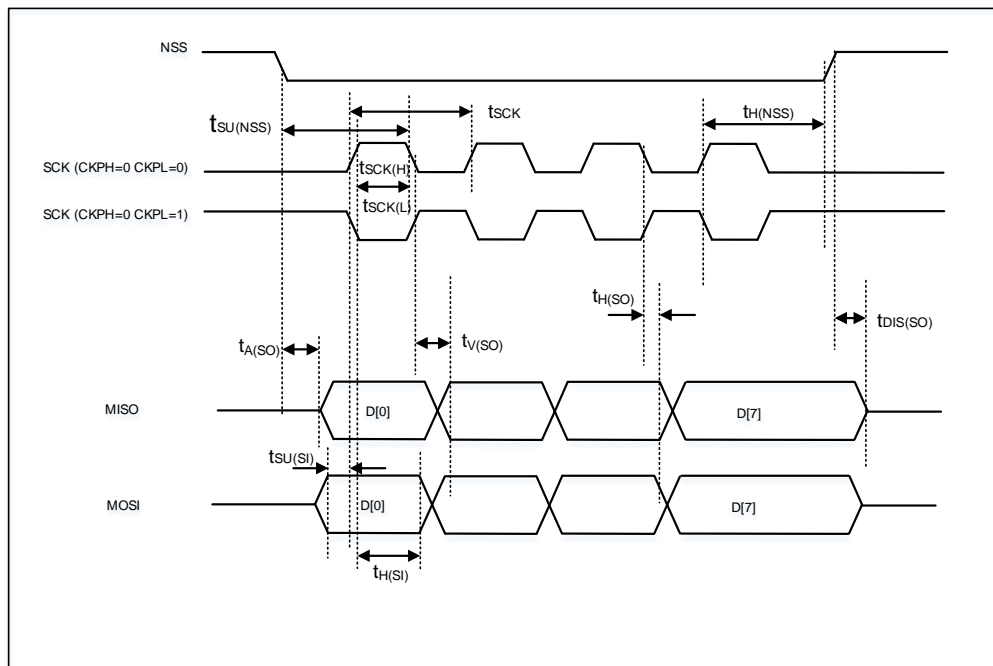 NSS
tSCK
tH(NSS)
tSU(NSS)
SCK (CKPH=0 CKPL=0)
tSCK(H)
tSCK(L)
SCK (CKPH=0 CKPL=1)
tH(SO)
tDIS(SO)
tA(SO)
tV(SO)
MISO
D[0]
D[7]
tSU(SI)
MOSI
D[0]
D[7]
tH(SI)